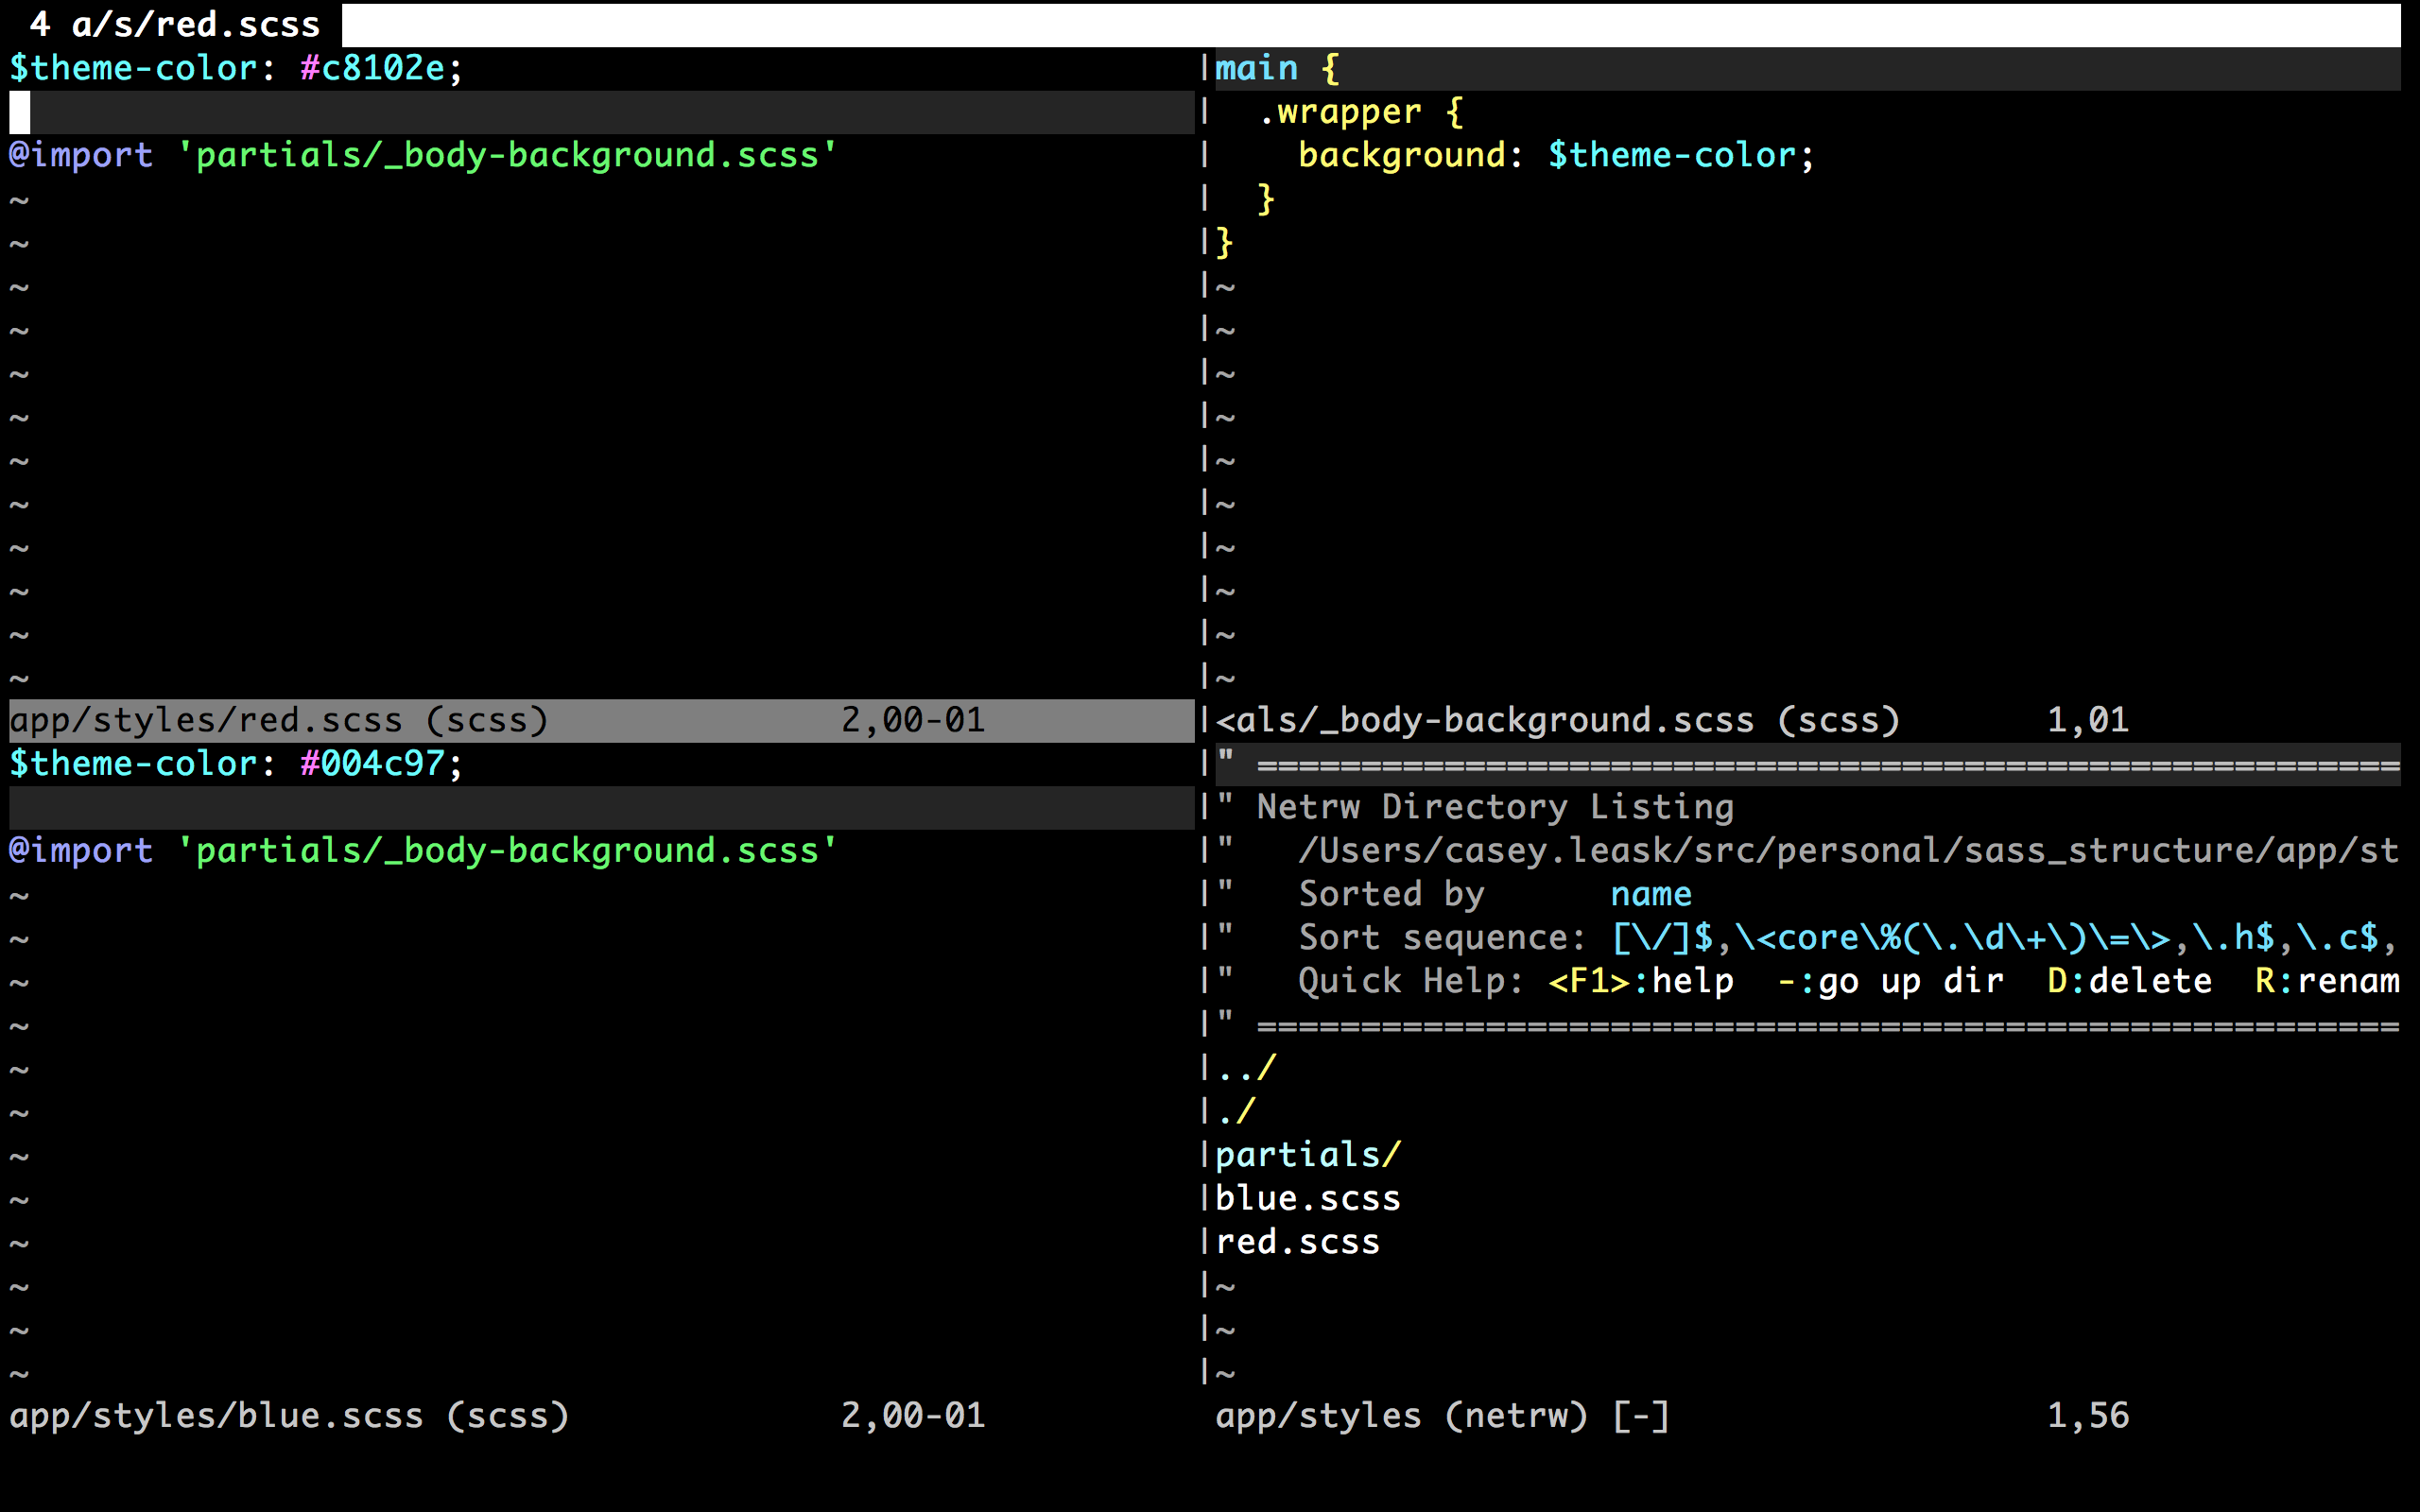 4 a/s/red.scss
$theme-color: #c8102e;
@import 'partials/_body-background.scss'
~
~
~
~
~
~
~
~
~
~
~
~
app/styles/red.scss (scss) 2,00-01
main {
.wrapper {
background: $theme-color;
}
}
~
~
~
~
~
~
~
~
~
~
<als/_body-background.scss (scss) 1,01
$theme-color: #004c97;
@import 'partials/_body-background.scss'
~
~
~
~
~
~
~
~
~
~
~
~
app/styles/blue.scss (scss) 2,00-01
" =======================================================
" Netrw Directory Listing
" /Users/casey.leask/src/personal/sass_structure/app/st
" Sorted by name
" Sort sequence: [\/]$,\<core\%(\.\d\+\)\=\>,\.h$,\.c$,
" Quick Help: <F1>:help -:go up dir D:delete R:renam
" =======================================================
../
./
partials/
blue.scss
red.scss
~
~
~
app/styles (netrw) [-] 1,56